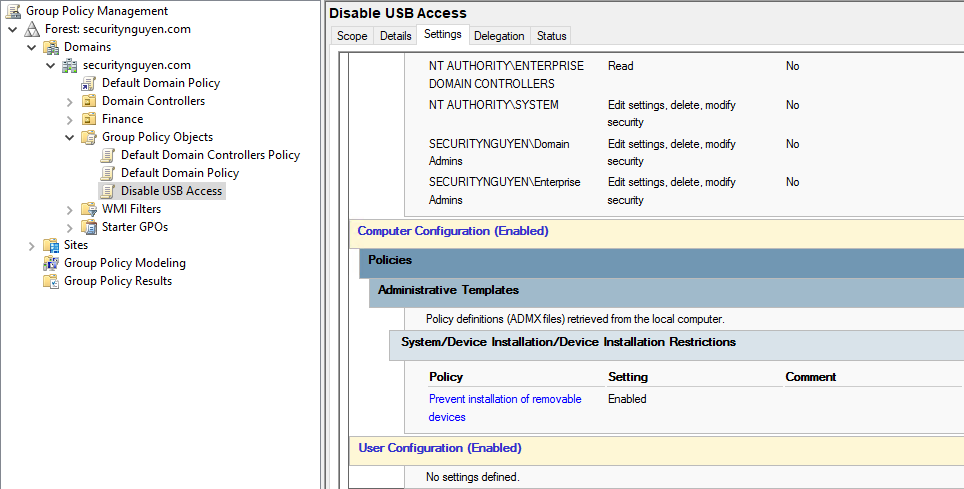 Group Policy Management
Forest: securitynguyen.com
Domains
securitynguyen.com
Default Domain Policy
Domain Controllers
Finance
Group Policy Objects
Default Domain Controllers Policy
Default Domain Policy
Disable USB Access
WMI Filters
Starter GPOs
Sites
Group Policy Modeling
Group Policy Results
Disable USB Access
Scope Details Settings Delegation Status
NT AUTHORITY\ENTERPRISE Read No
DOMAIN CONTROLLERS
NT AUTHORITY\SYSTEM Edit settings, delete, modify No
security
SECURITYNGUYEN\Domain Edit settings, delete, modify No
Admins security
SECURITYNGUYEN\Enterprise Edit settings, delete, modify No
Admins security
Computer Configuration (Enabled)
Policies
Administrative Templates
Policy definitions (ADMX files) retrieved from the local computer.
System/Device Installation/Device Installation Restrictions
Policy Setting Comment
Prevent installation of removable Enabled
devices
User Configuration (Enabled)
No settings defined.